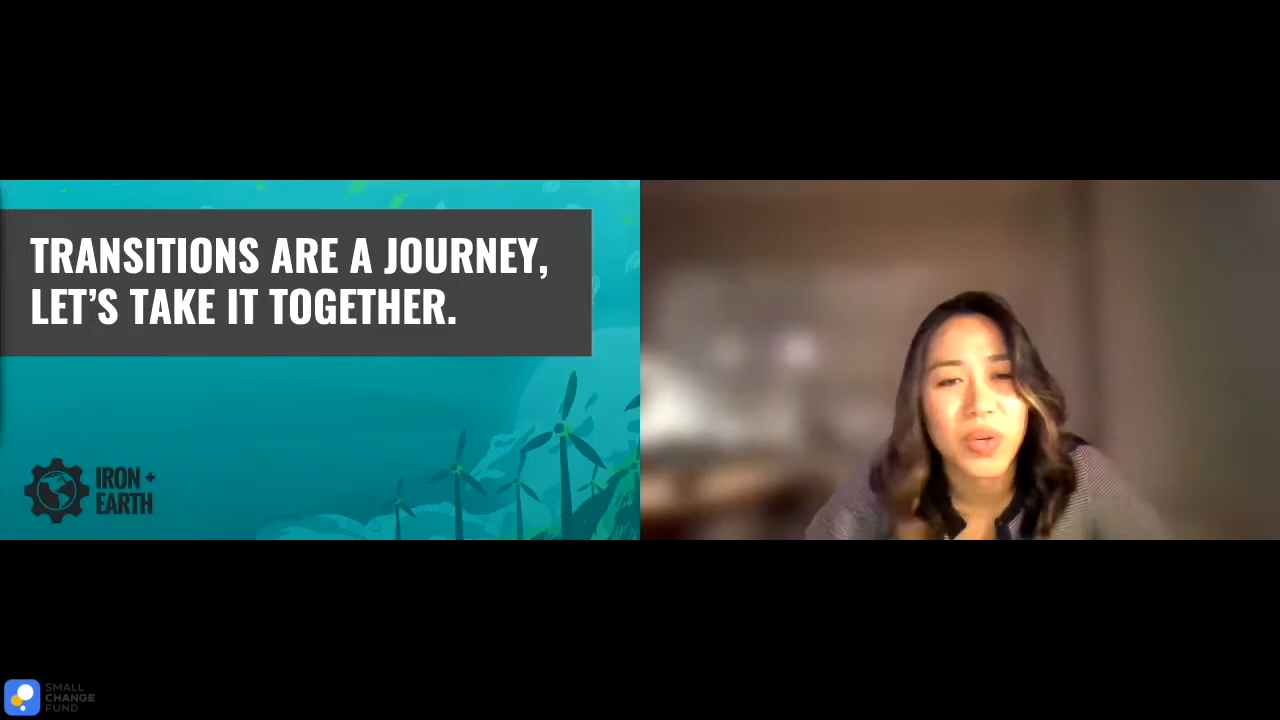 TRANSITIONS ARE A JOURNEY,
LET’S TAKE IT TOGETHER.
IRON +
EARTH
SMALL
CHANGE
FUND